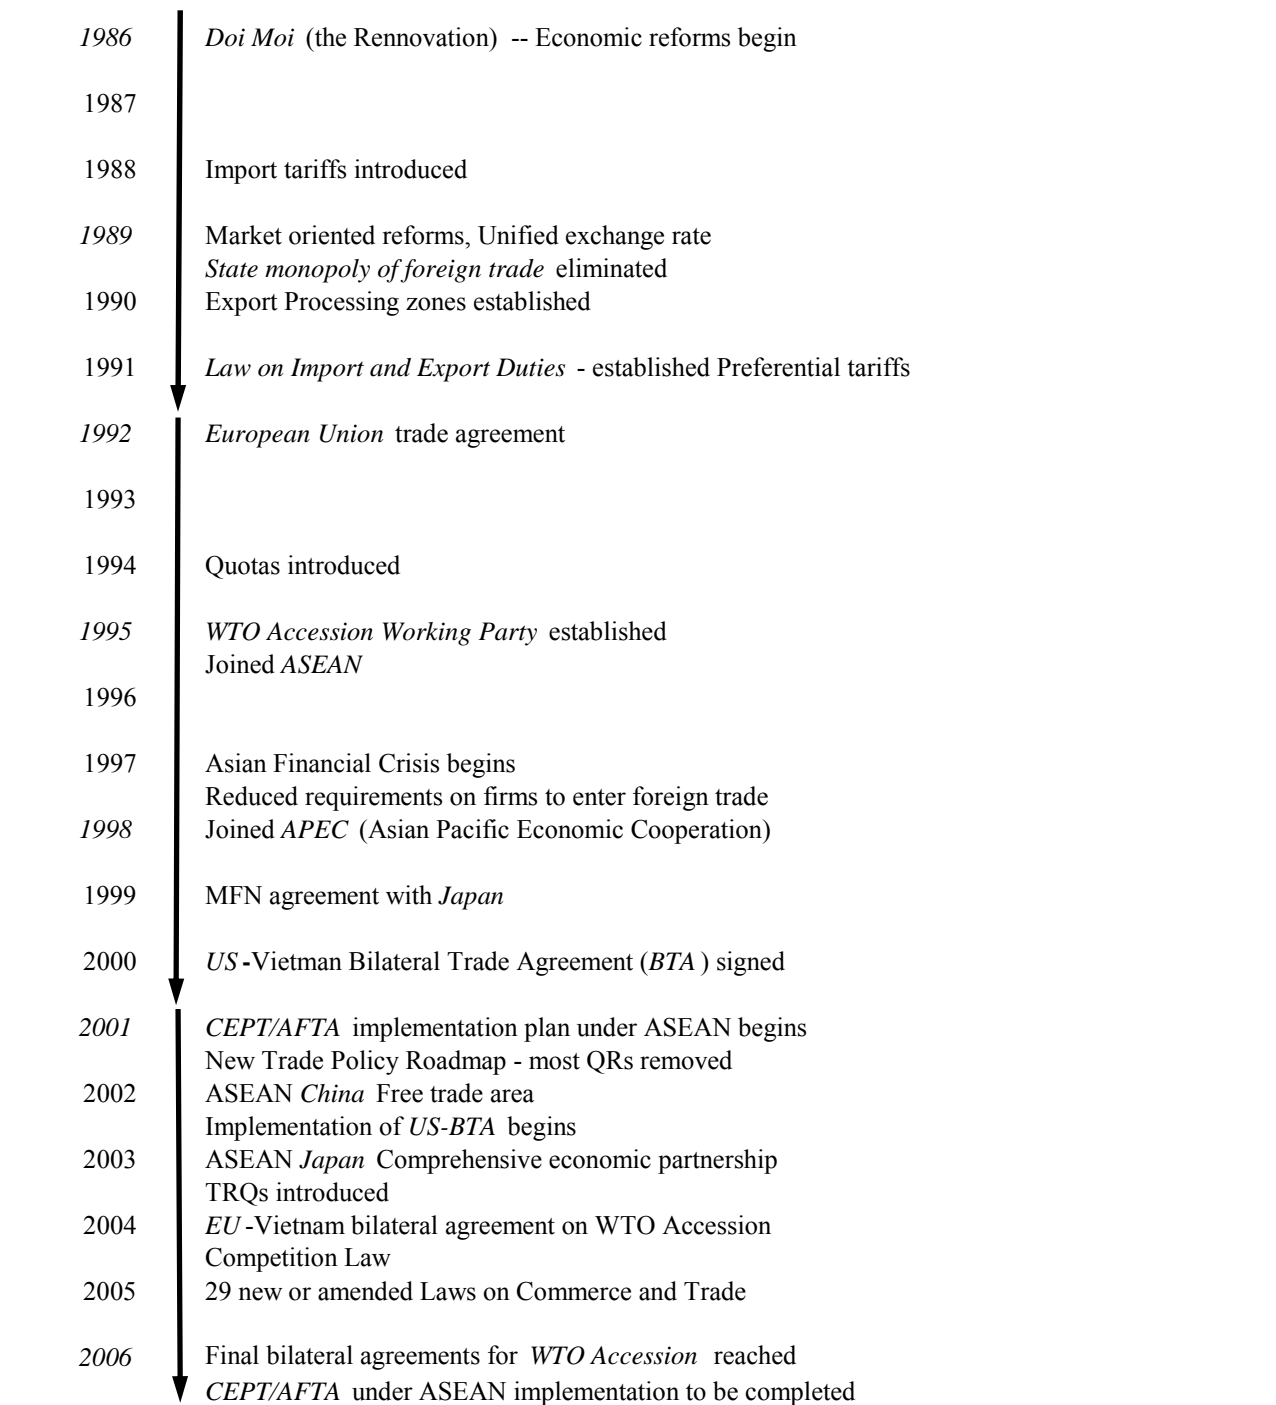 1986 Doi Moi (the Rennovation) -- Economic reforms begin
1987
1988 Import tariffs introduced
1989 Market oriented reforms, Unified exchange rate
State monopoly of foreign trade eliminated
1990 Export Processing zones established
1991 Law on Import and Export Duties - established Preferential tariffs
1992 European Union trade agreement
1993
1994 Quotas introduced
1995 WTO Accession Working Party established
Joined ASEAN
1996
1997 Asian Financial Crisis begins
Reduced requirements on firms to enter foreign trade
1998 Joined APEC (Asian Pacific Economic Cooperation)
1999 MFN agreement with Japan
2000 US-Vietman Bilateral Trade Agreement (BTA) signed
2001 CEPT/AFTA implementation plan under ASEAN begins
New Trade Policy Roadmap - most QRs removed
2002 ASEAN China Free trade area
Implementation of US-BTA begins
2003 ASEAN Japan Comprehensive economic partnership
TRQs introduced
2004 EU-Vietnam bilateral agreement on WTO Accession
Competition Law
2005 29 new or amended Laws on Commerce and Trade
2006 Final bilateral agreements for WTO Accession reached
CEPT/AFTA under ASEAN implementation to be completed